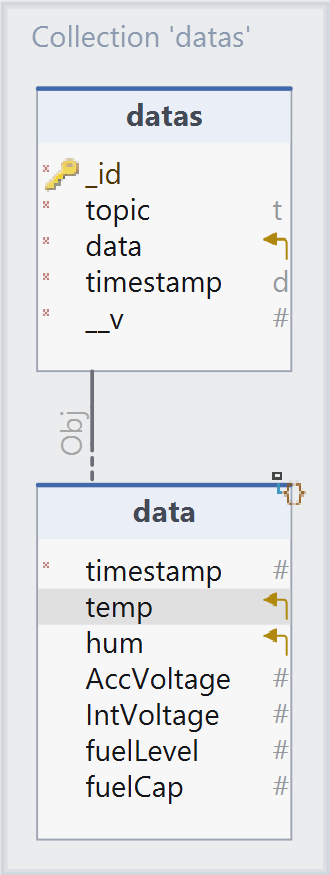 Collection 'datas'
datas
* _id
* topic t
* data
* timestamp d
* __v #
Obj
data
* timestamp #
temp
hum
AccVoltage #
IntVoltage #
fuelLevel #
fuelCap #